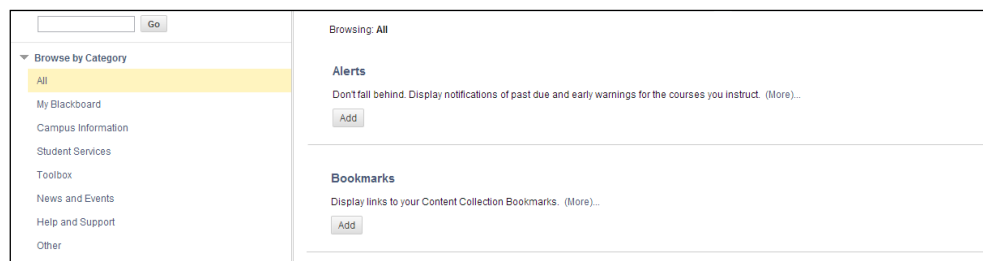 Go
Browse by Category
All
My Blackboard
Campus Information
Student Services
Toolbox
News and Events
Help and Support
Other
Browsing: All
Alerts
Don't fall behind. Display notifications of past due and early warnings for the courses you instruct. (More)...
Add
Bookmarks
Display links to your Content Collection Bookmarks. (More)...
Add